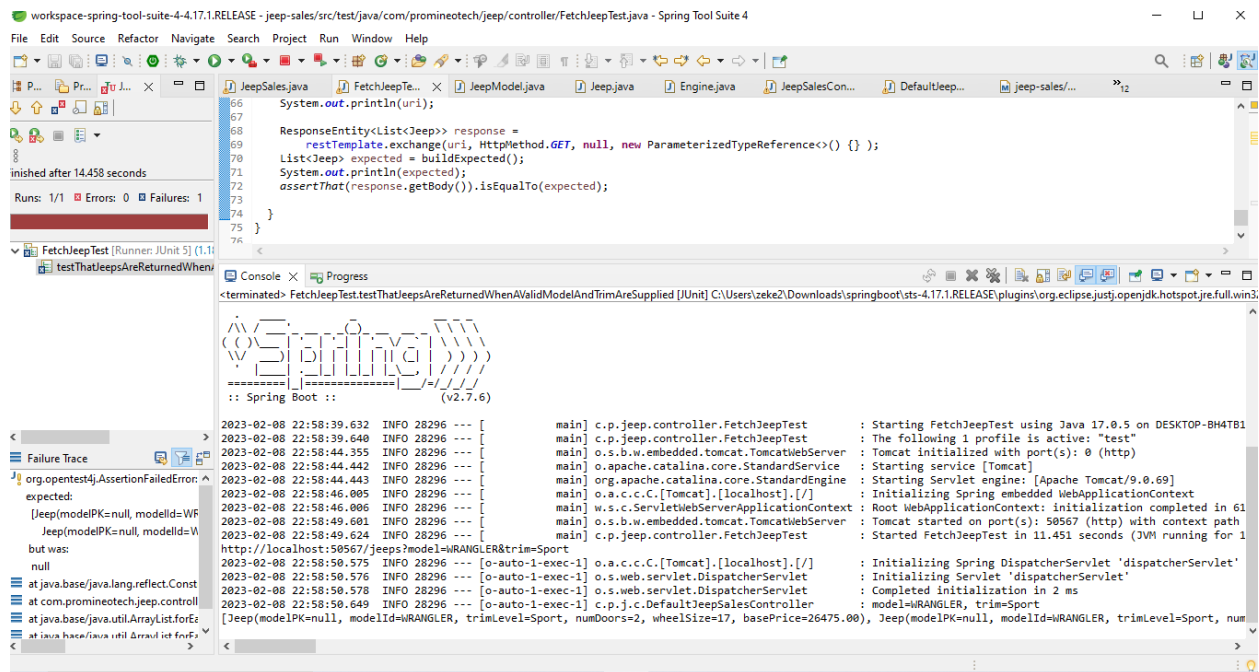 workspace-spring-tool-suite-4-4.17.1.RELEASE - jeep-sales/src/test/java/com/promineotech/jeep/controller/FetchJeepTest.java - Spring Tool Suite 4
File Edit Source Refactor Navigate Search Project Run Window Help
P... Pr... J... JeepSales.java FetchJeepTe... JeepModel.java Jeep.java Engine.java JeepSalesCon... DefaultJeep... jeep-sales/... 12
66 System.out.println(uri);
67
68 ResponseEntity<List<Jeep>> response =
69 restTemplate.exchange(uri, HttpMethod.GET, null, new ParameterizedTypeReference<>() {} );
70 List<Jeep> expected = buildExpected();
71 System.out.println(expected);
72 assertThat(response.getBody()).isEqualTo(expected);
73
74 }
75 }
76
inished after 14.458 seconds
Runs: 1/1 Errors: 0 Failures: 1
FetchJeepTest [Runner: JUnit 5] (1.1
testThatJeepsAreReturnedWhen
Console Progress
<terminated> FetchJeepTest.testThatJeepsAreReturnedWhenAValidModelAndTrimAreSupplied [JUnit] C:\Users\zeke2\Downloads\springboot\sts-4.17.1.RELEASE\plugins\org.eclipse.justj.openjdk.hotspot.jre.full.win3
Spring
:: Spring Boot :: (v2.7.6)
2023-02-08 22:58:39.632 INFO 28296 --- [ main] c.p.jeep.controller.FetchJeepTest : Starting FetchJeepTest using Java 17.0.5 on DESKTOP-BH4TB1
2023-02-08 22:58:39.640 INFO 28296 --- [ main] c.p.jeep.controller.FetchJeepTest : The following 1 profile is active: "test"
2023-02-08 22:58:44.355 INFO 28296 --- [ main] o.s.b.w.embedded.tomcat.TomcatWebServer : Tomcat initialized with port(s): 0 (http)
2023-02-08 22:58:44.442 INFO 28296 --- [ main] o.apache.catalina.core.StandardService : Starting service [Tomcat]
2023-02-08 22:58:44.443 INFO 28296 --- [ main] org.apache.catalina.core.StandardEngine : Starting Servlet engine: [Apache Tomcat/9.0.69]
2023-02-08 22:58:46.005 INFO 28296 --- [ main] o.a.c.c.C.[Tomcat].[localhost].[/] : Initializing Spring embedded WebApplicationContext
2023-02-08 22:58:46.006 INFO 28296 --- [ main] w.s.c.ServletWebServerApplicationContext : Root WebApplicationContext: initialization completed in 61
2023-02-08 22:58:49.601 INFO 28296 --- [ main] o.s.b.w.embedded.tomcat.TomcatWebServer : Tomcat started on port(s): 50567 (http) with context path
2023-02-08 22:58:49.624 INFO 28296 --- [ main] c.p.jeep.controller.FetchJeepTest : Started FetchJeepTest in 11.451 seconds (JVM running for 1
http://localhost:50567/jeeps?model=WRANGLER&trim=Sport
2023-02-08 22:58:50.575 INFO 28296 --- [o-auto-1-exec-1] o.a.c.c.C.[Tomcat].[localhost].[/] : Initializing Spring DispatcherServlet 'dispatcherServlet'
2023-02-08 22:58:50.576 INFO 28296 --- [o-auto-1-exec-1] o.s.web.servlet.DispatcherServlet : Initializing Servlet 'dispatcherServlet'
2023-02-08 22:58:50.578 INFO 28296 --- [o-auto-1-exec-1] o.s.web.servlet.DispatcherServlet : Completed initialization in 2 ms
2023-02-08 22:58:50.649 INFO 28296 --- [o-auto-1-exec-1] c.p.j.c.DefaultJeepSalesController : model=WRANGLER, trim=Sport
[Jeep(modelPK=null, modelId=WRANGLER, trimLevel=Sport, numDoors=2, wheelSize=17, basePrice=26475.00), Jeep(modelPK=null, modelId=WRANGLER, trimLevel=Sport, num
Failure Trace
org.opentest4j.AssertionFailedError:
expected:
[Jeep(modelPK=null, modelId=WR
Jeep(modelPK=null, modelId=W
but was:
null
at java.base/java.lang.reflect.Const
at com.promineotech.jeep.controll
at java.base/java.util.ArrayList.forEa
at java.base/java.util.ArrayList.forEa